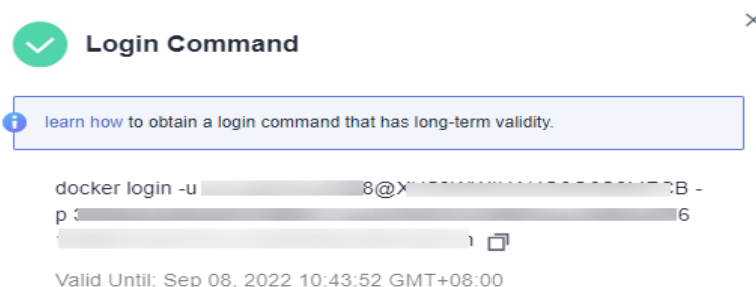 Login Command
learn how to obtain a login command that has long-term validity.
docker login -u 8@X B -
p 6
Valid Until: Sep 08, 2022 10:43:52 GMT+08:00